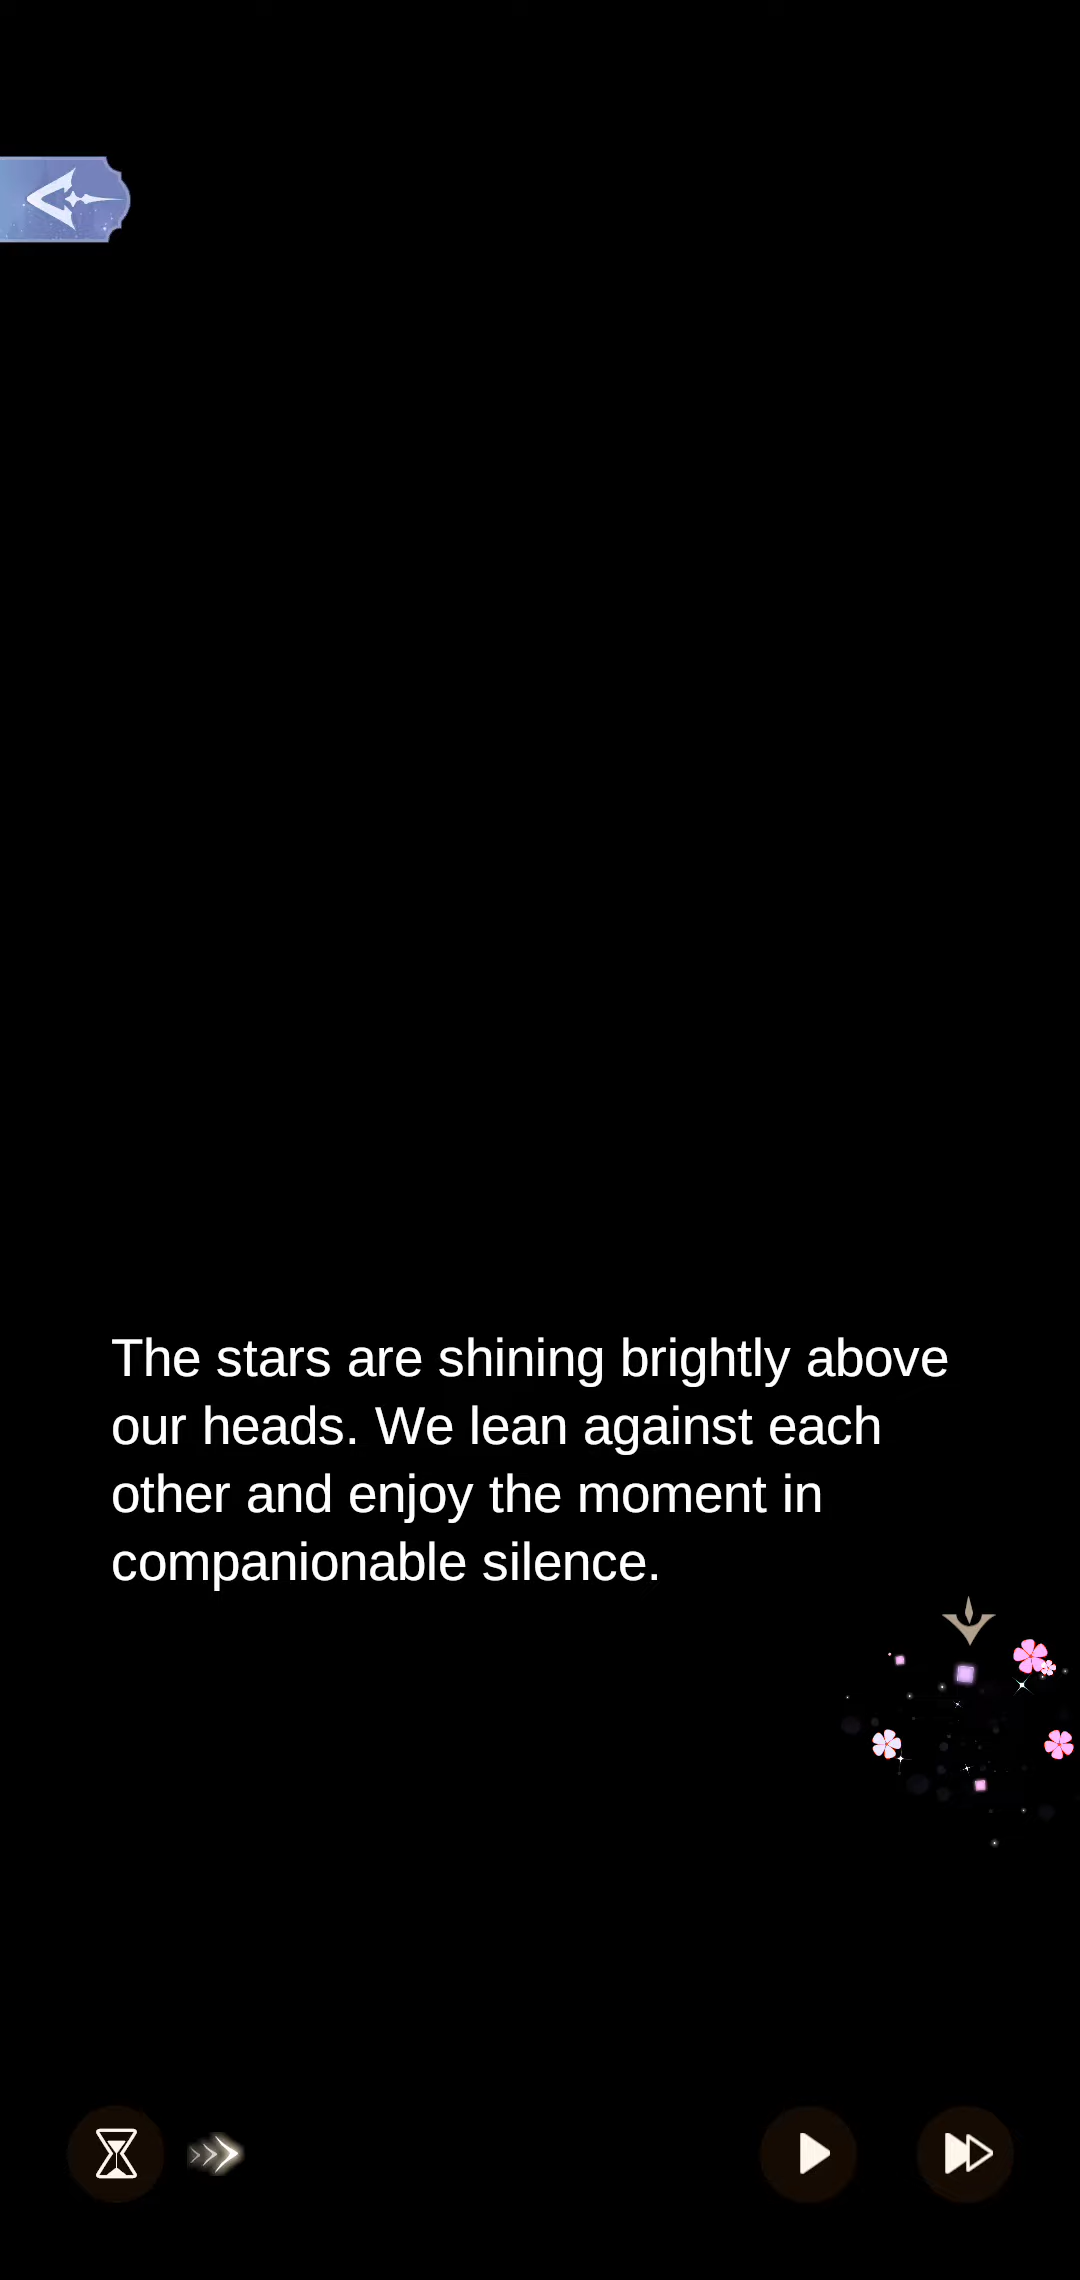 The stars are shining brightly above
our heads. We lean against each
other and enjoy the moment in
companionable silence.